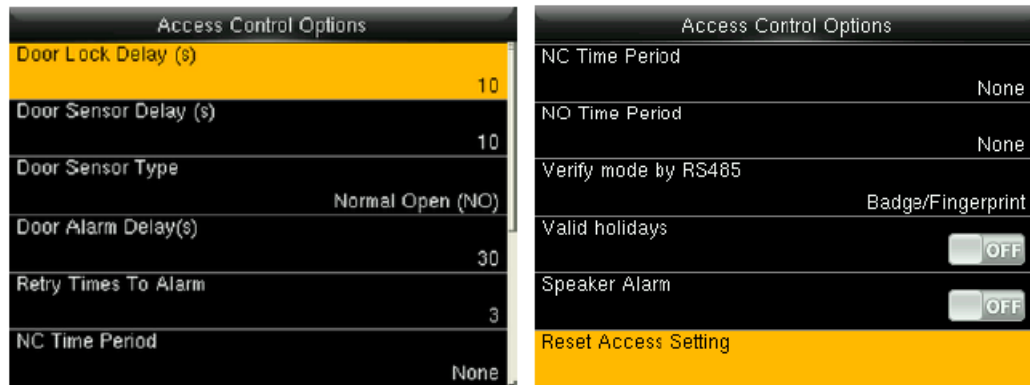 Access Control Options
Door Lock Delay (s)
10
Door Sensor Delay (s)
10
Door Sensor Type
Normal Open (NO)
Door Alarm Delay(s)
30
Retry Times To Alarm
3
NC Time Period
None
Access Control Options
NC Time Period
None
NO Time Period
None
Verify mode by RS485
Badge/Fingerprint
Valid holidays
OFF
Speaker Alarm
OFF
Reset Access Setting